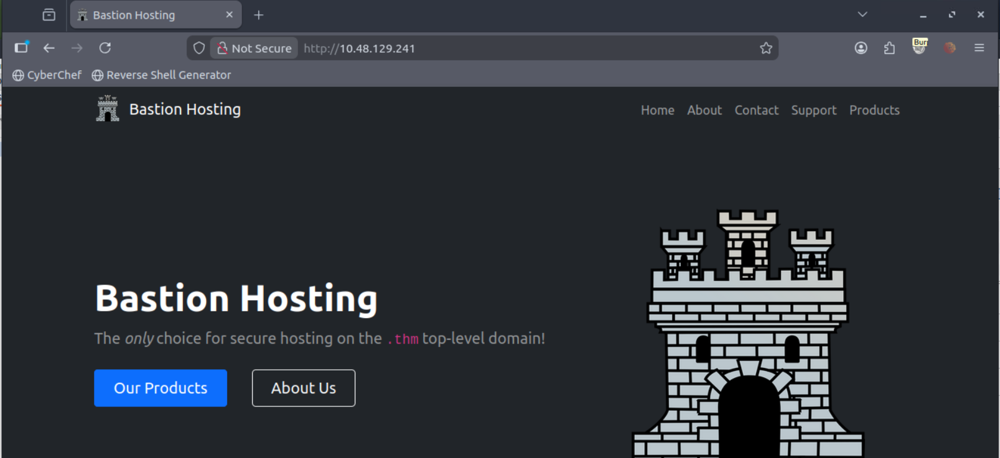 Bastion Hosting
Not Secure http://10.48.129.241
Bur
CyberChef Reverse Shell Generator
Bastion Hosting Home About Contact Support Products
Bastion Hosting
The only choice for secure hosting on the .thm top-level domain!
Our Products About Us